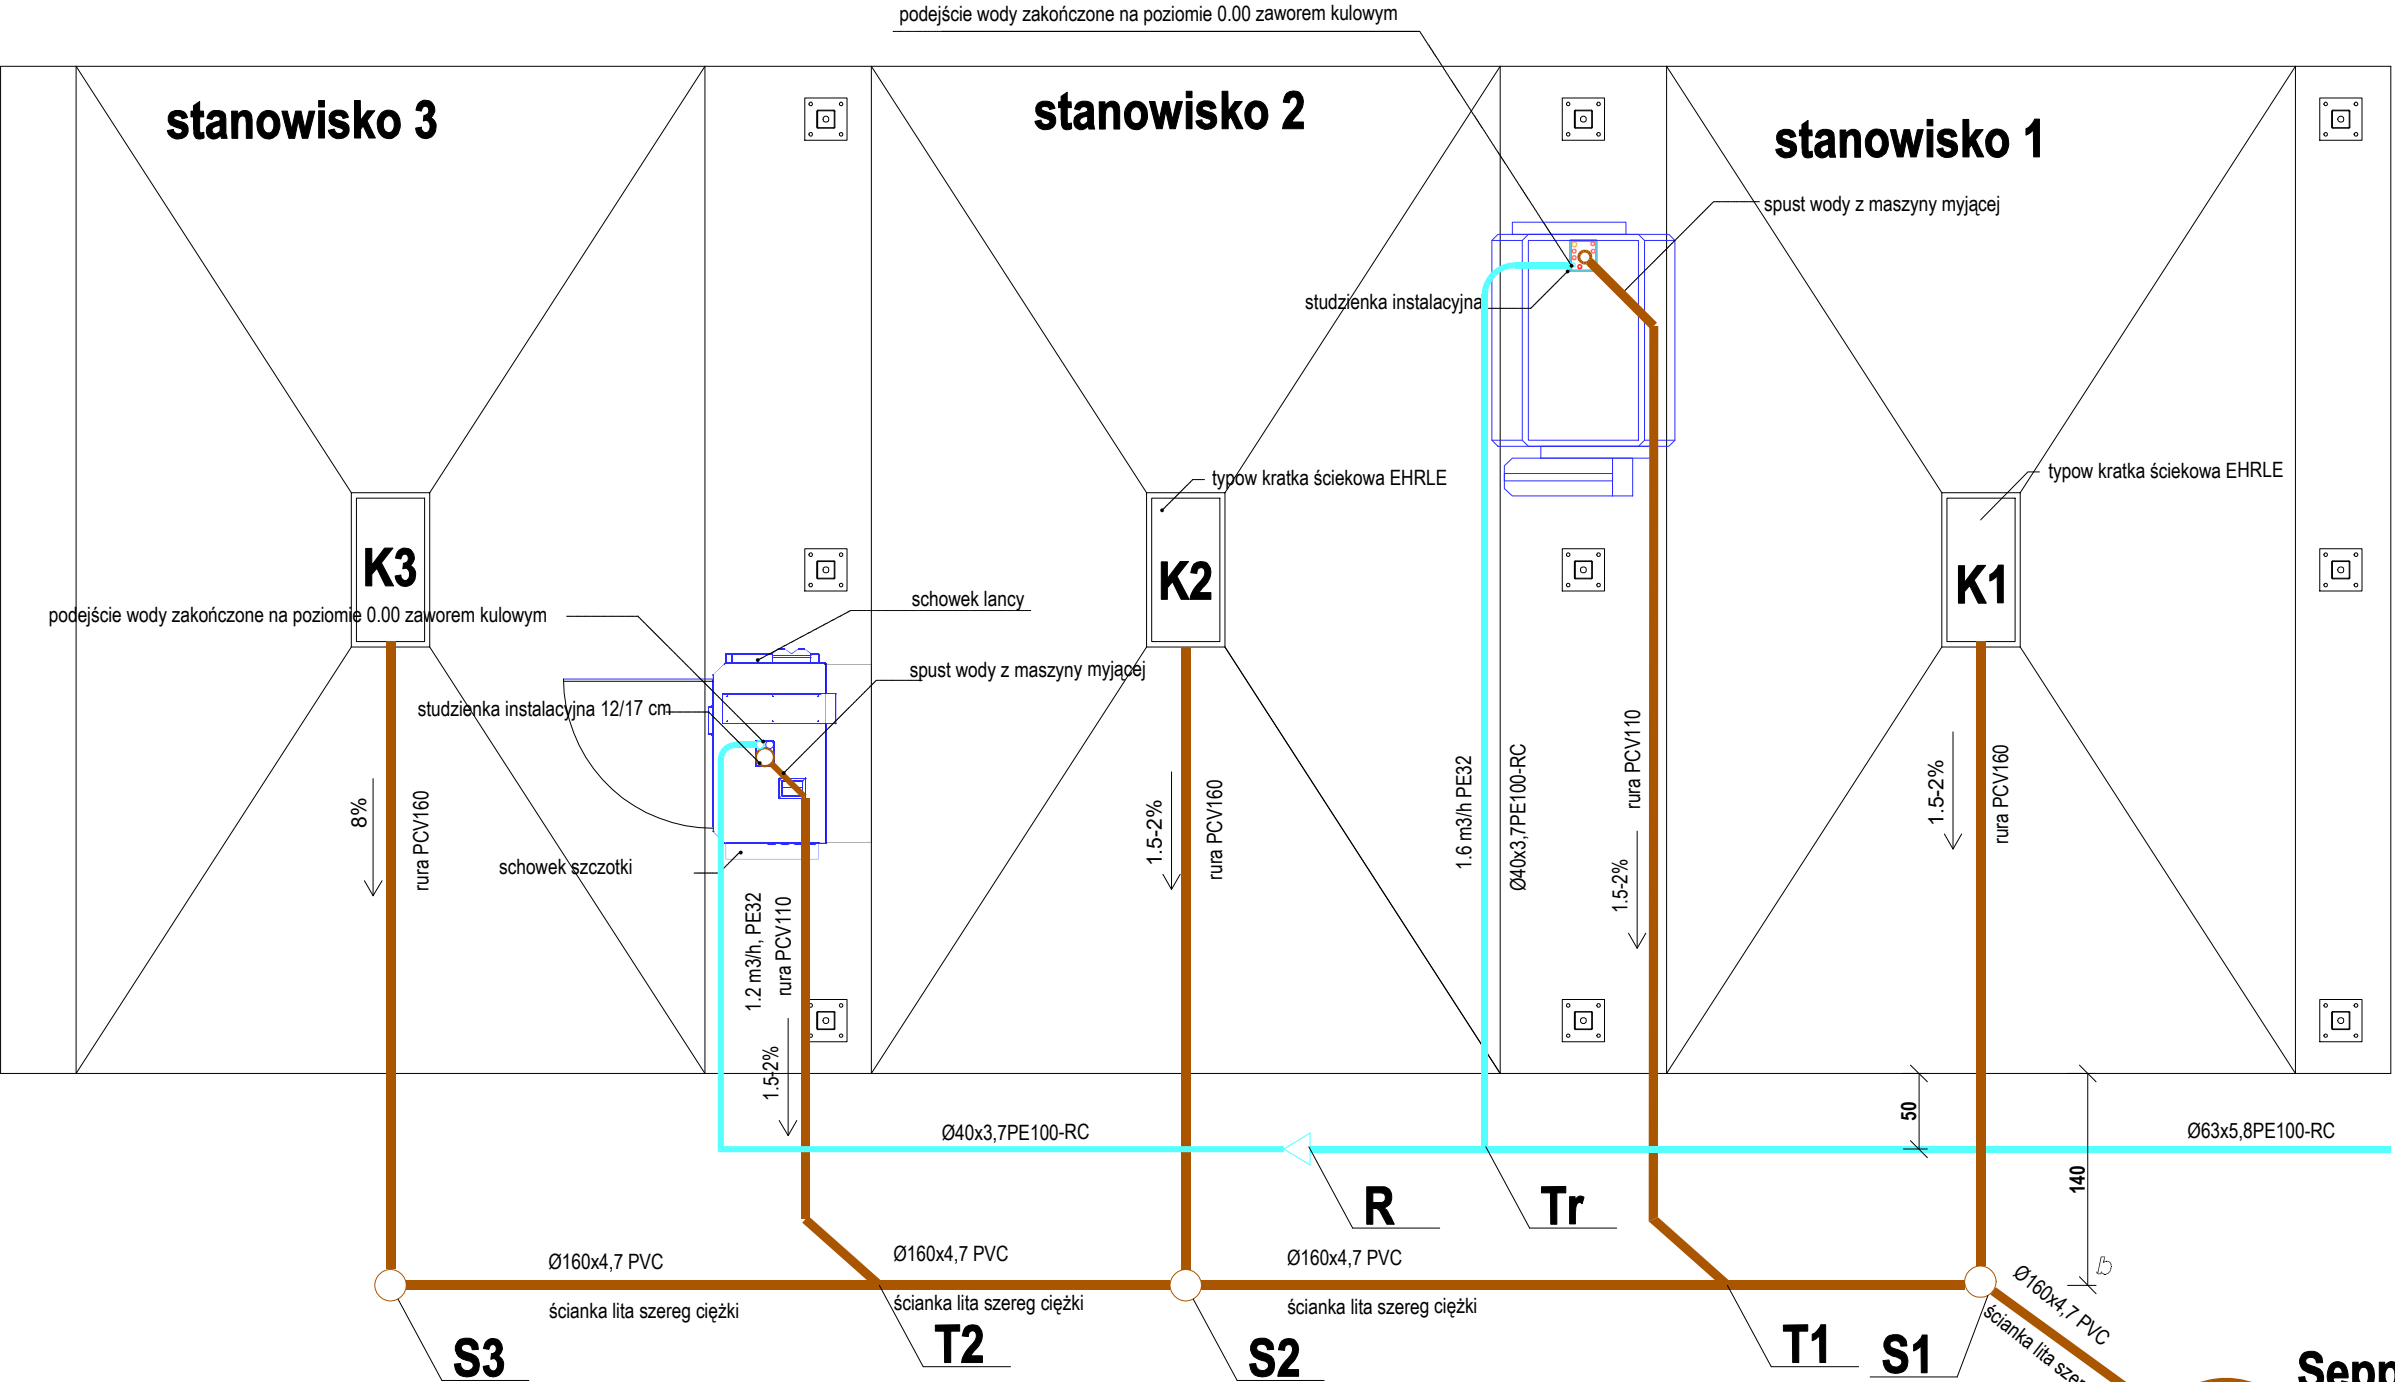 podejście wody zakończone na poziomie 0.00 zaworem kulowym
stanowisko 3
stanowisko 2
stanowisko 1
spust wody z maszyny myjącej
studzienka instalacyjna
typow kratka ściekowa EHRLE
typow kratka ściekowa EHRLE
K3
K2
K1
podejście wody zakończone na poziomie 0.00 zaworem kulowym
schowek lancy
spust wody z maszyny myjącej
studzienka instalacyjna 12/17 cm
schowek szczotki
8%
rura PCV160
1.2 m3/h, PE32
rura PCV110
1.5-2%
1.5-2%
rura PCV160
1.6 m3/h PE32
Ø40x3,7PE100-RC
rura PCV110
1.5-2%
1.5-2%
rura PCV160
50
140
Ø40x3,7PE100-RC
Ø63x5,8PE100-RC
R
Tr
Ø160x4,7 PVC
ścianka lita szereg ciężki
Ø160x4,7 PVC
ścianka lita szereg ciężki
Ø160x4,7 PVC
ścianka lita szereg ciężki
Ø160x4,7 PVC
ścianka lita szer
S3
T2
S2
T1
S1
Sepp